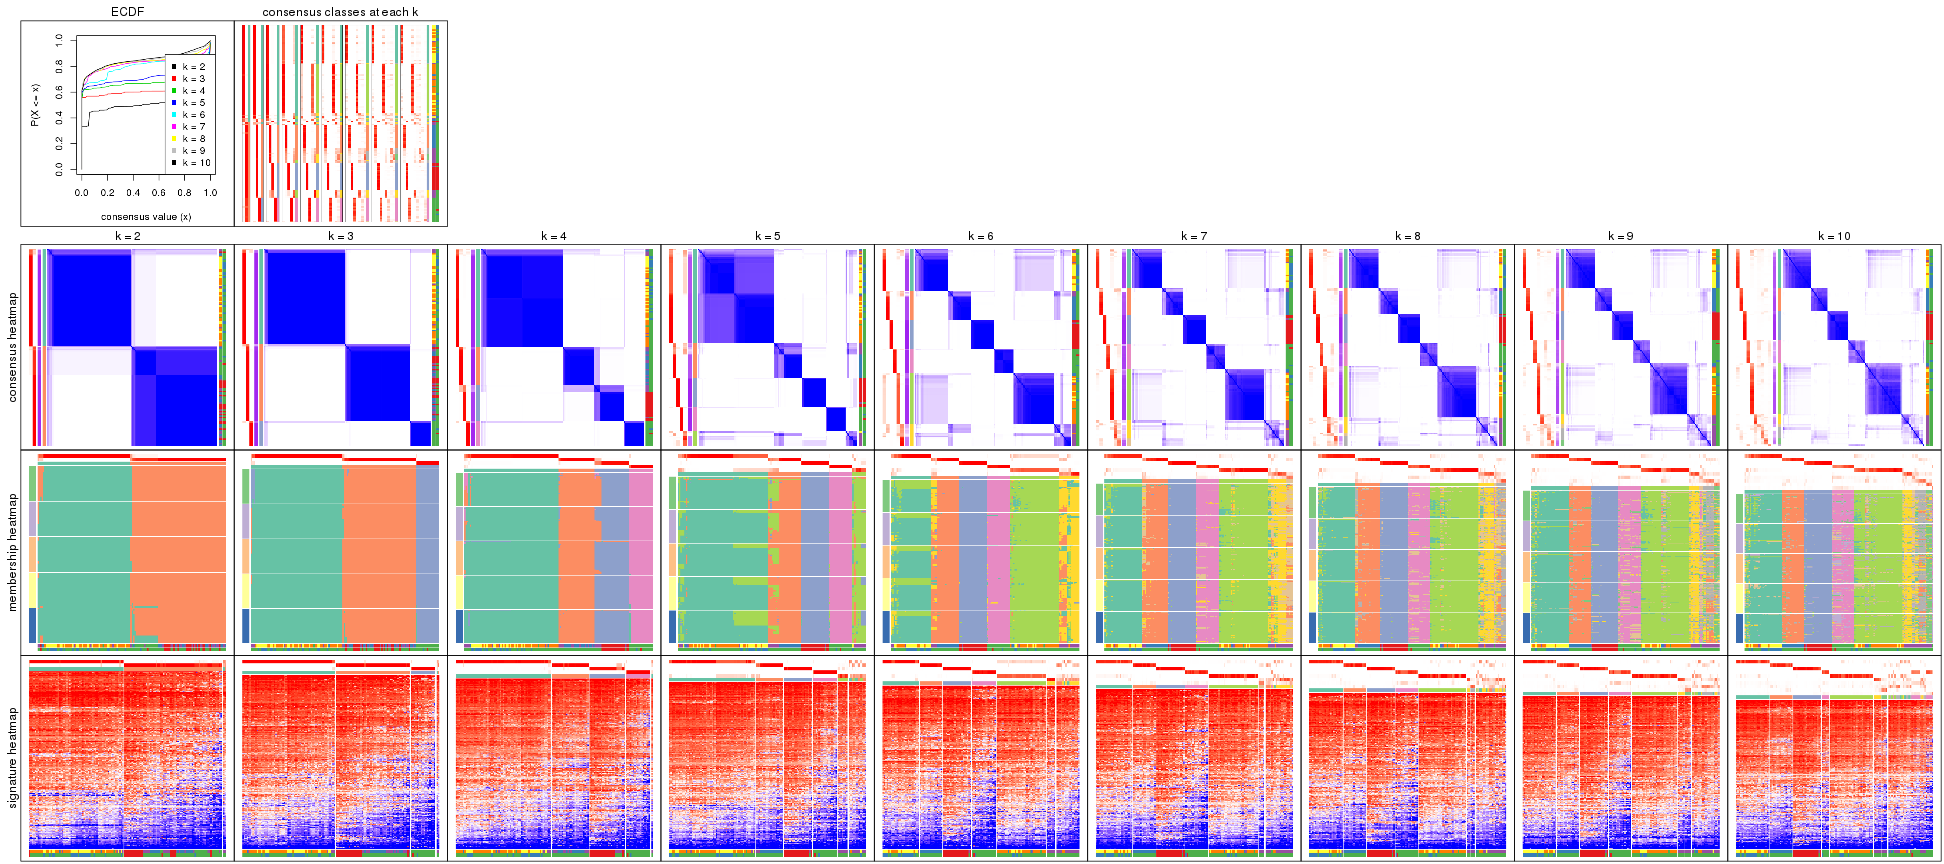 ECDF
consensus classes at each k
P(X <= x)
0.0
0.2
0.4
0.6
0.8
1.0
k = 2
k = 3
k = 4
k = 5
k = 6
k = 7
k = 8
k = 9
k = 10
0.0 0.2 0.4 0.6 0.8 1.0
consensus value (x)
k = 2
k = 3
k = 4
k = 5
k = 6
k = 7
k = 8
k = 9
k = 10
consensus heatmap
membership heatmap
signature heatmap